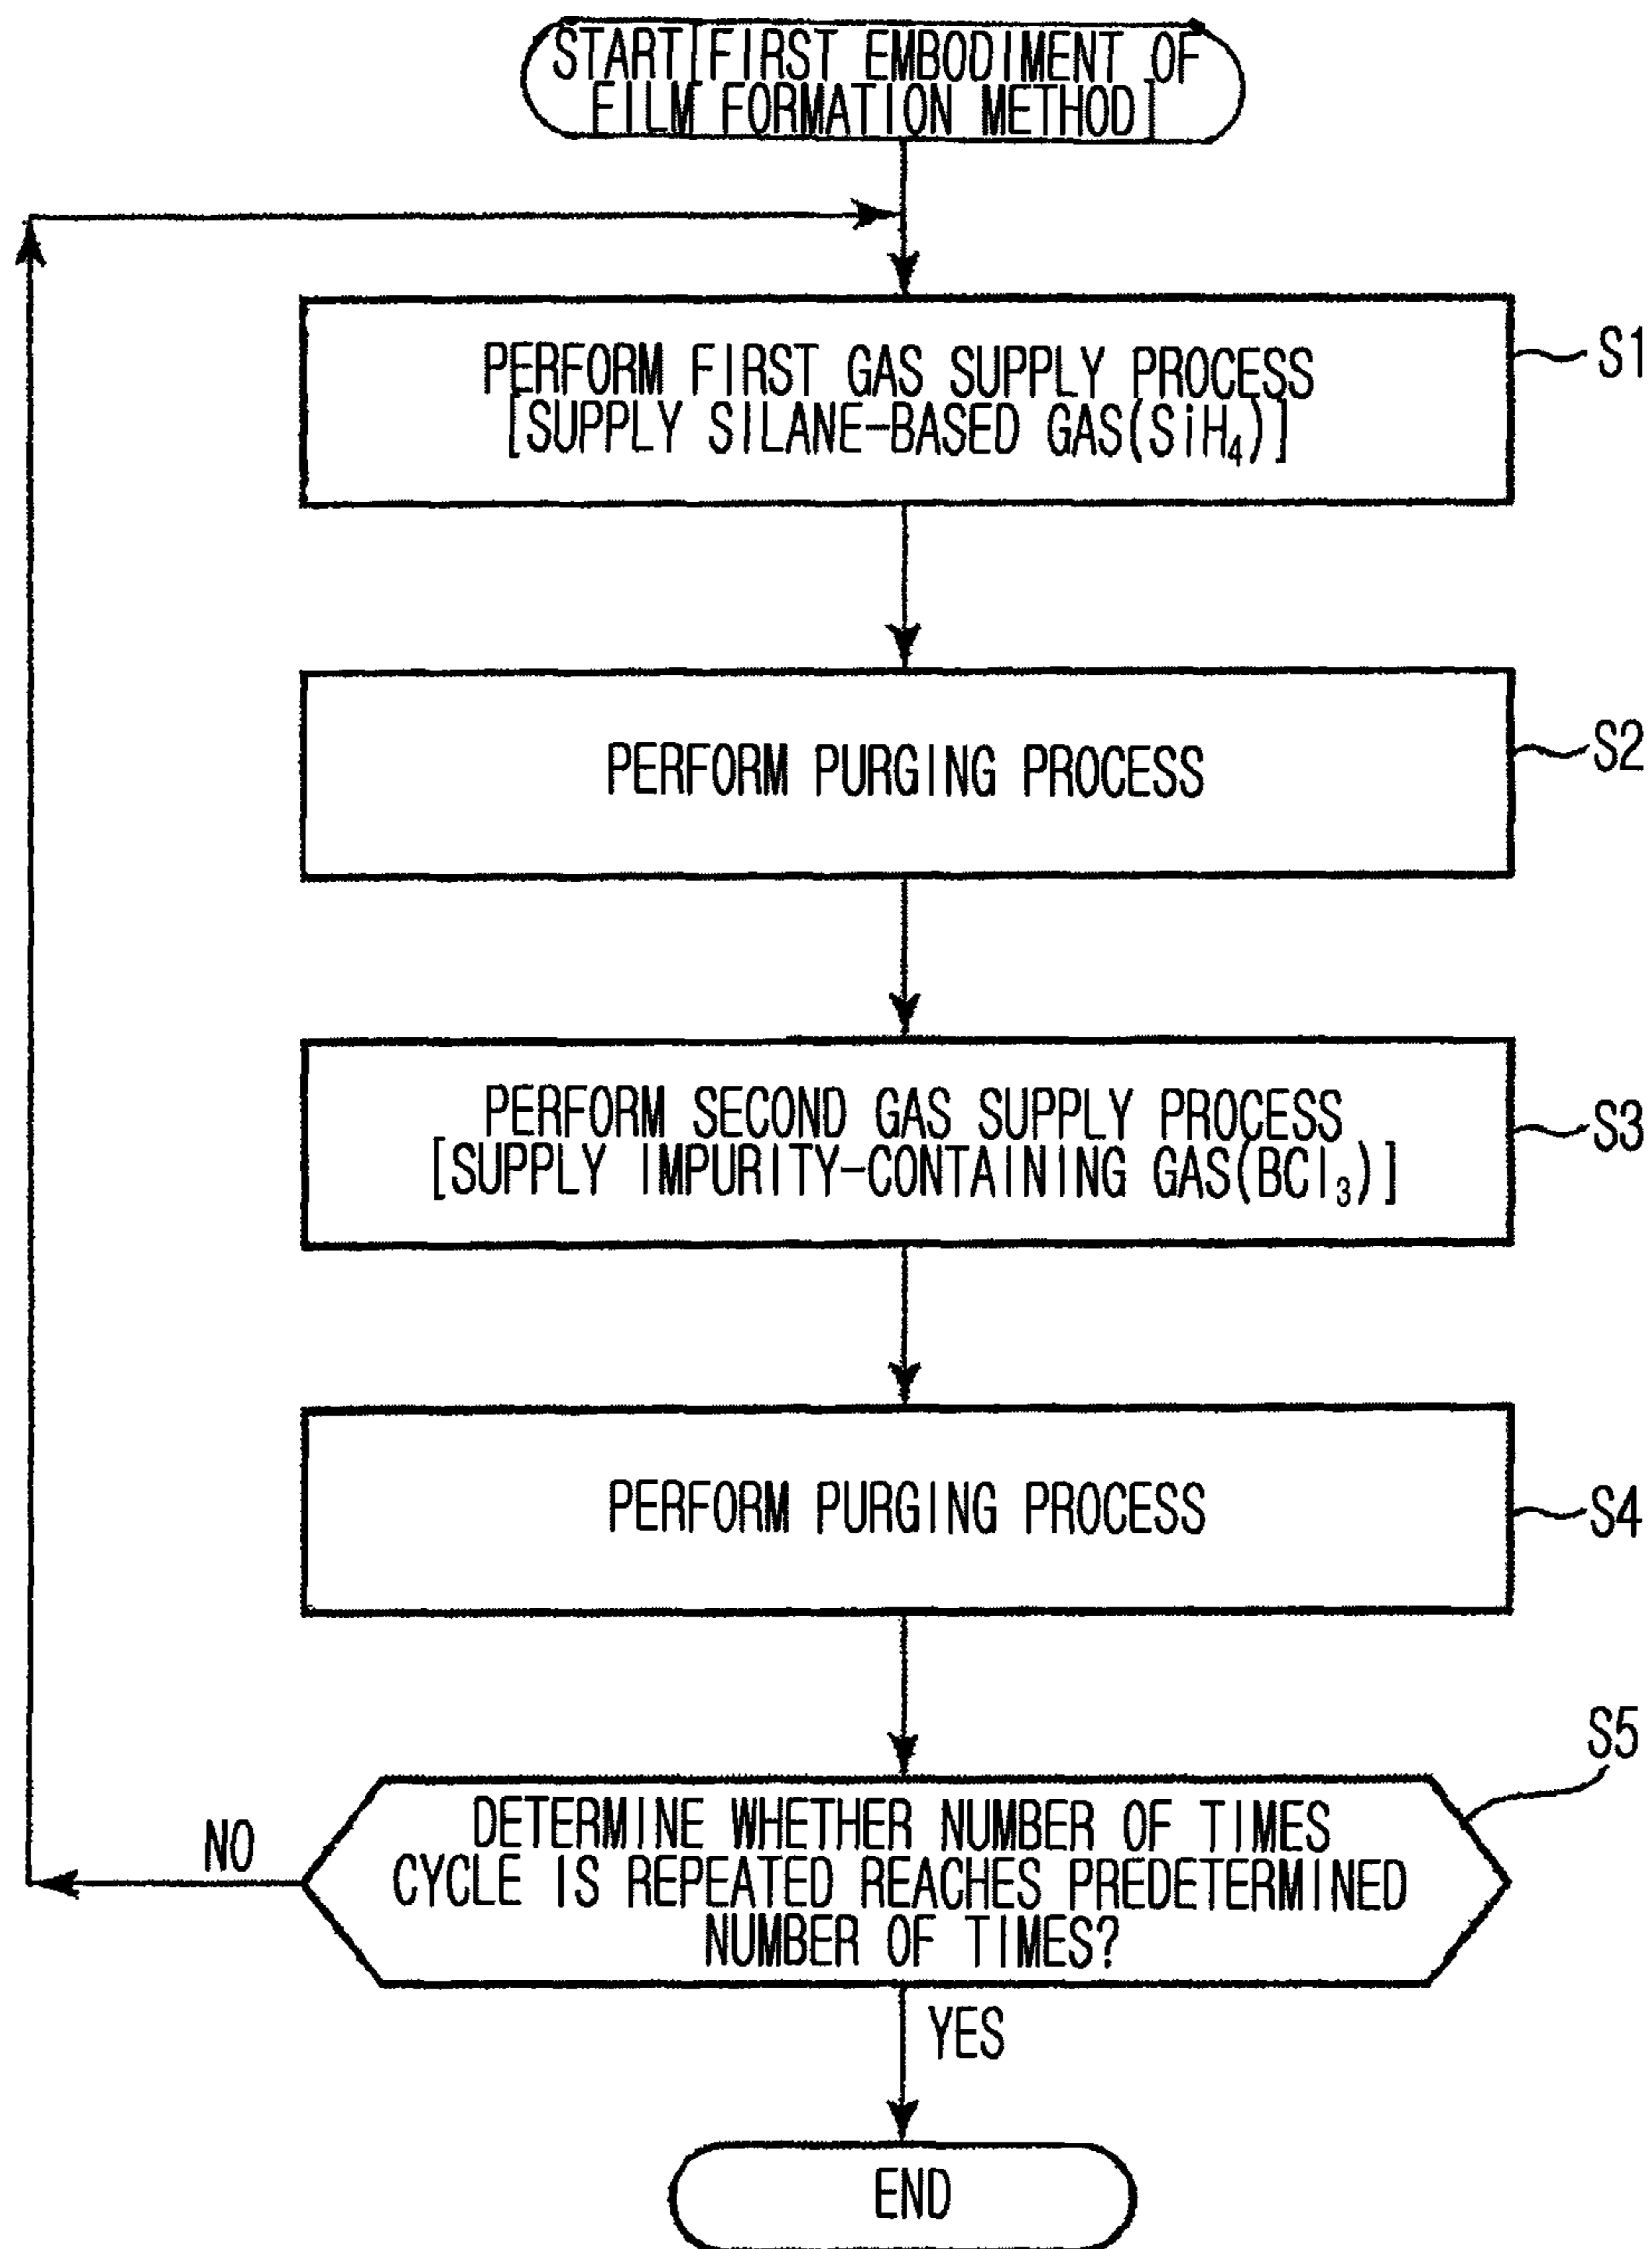 START[FIRST EMBODIMENT OF
FILM FORMATION METHOD]
PERFORM FIRST GAS SUPPLY PROCESS
[SUPPLY SILANE-BASED GAS(SiH₄)]
S1
PERFORM PURGING PROCESS
S2
PERFORM SECOND GAS SUPPLY PROCESS
[SUPPLY IMPURITY-CONTAINING GAS(BCl₃)]
S3
PERFORM PURGING PROCESS
S4
S5
DETERMINE WHETHER NUMBER OF TIMES
CYCLE IS REPEATED REACHES PREDETERMINED
NUMBER OF TIMES?
NO
YES
END